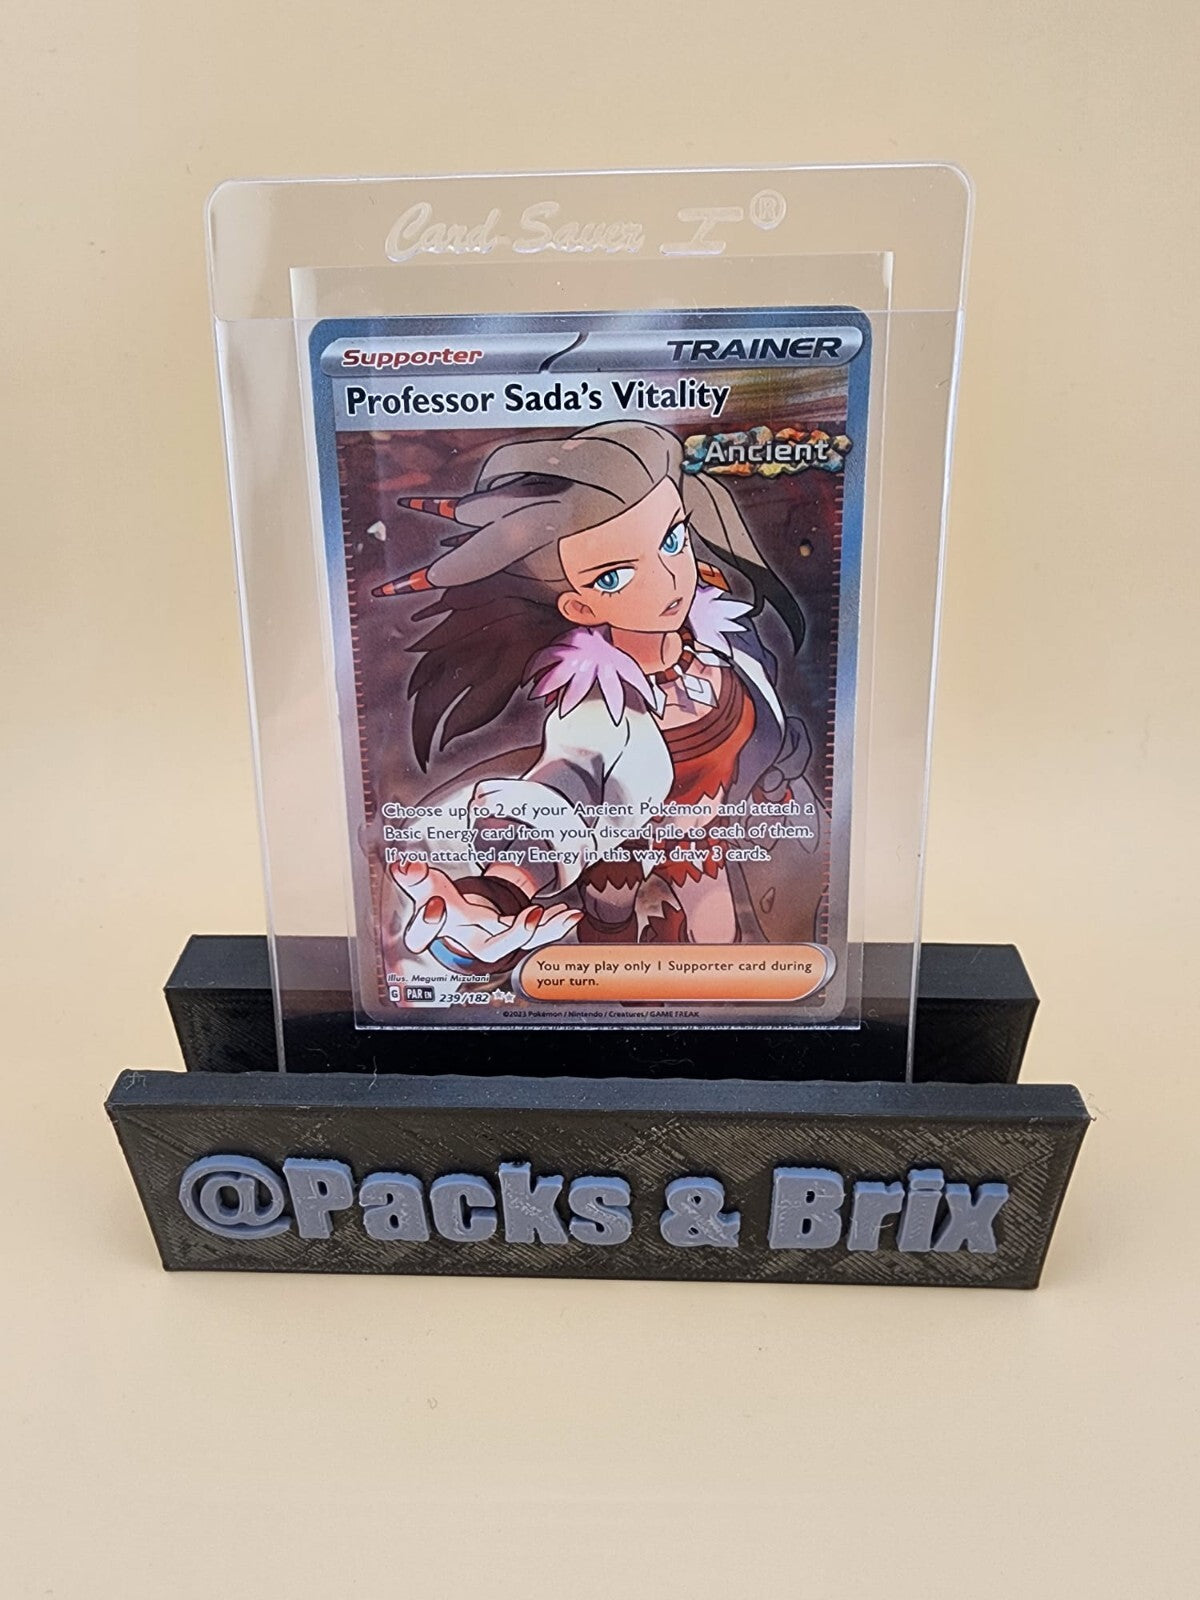 Card Saver I®
Supporter TRAINER
Professor Sada's Vitality
Ancient
Choose up to 2 of your Ancient Pokémon and attach a
Basic Energy card from your discard pile to each of them.
If you attached any Energy in this way, draw 3 cards.
You may play only 1 Supporter card during
your turn.
Illus. Megumi Mizutani
G PAR EN 239/182
©2023 Pokémon / Nintendo / Creatures / GAME FREAK
@Packs & Brix